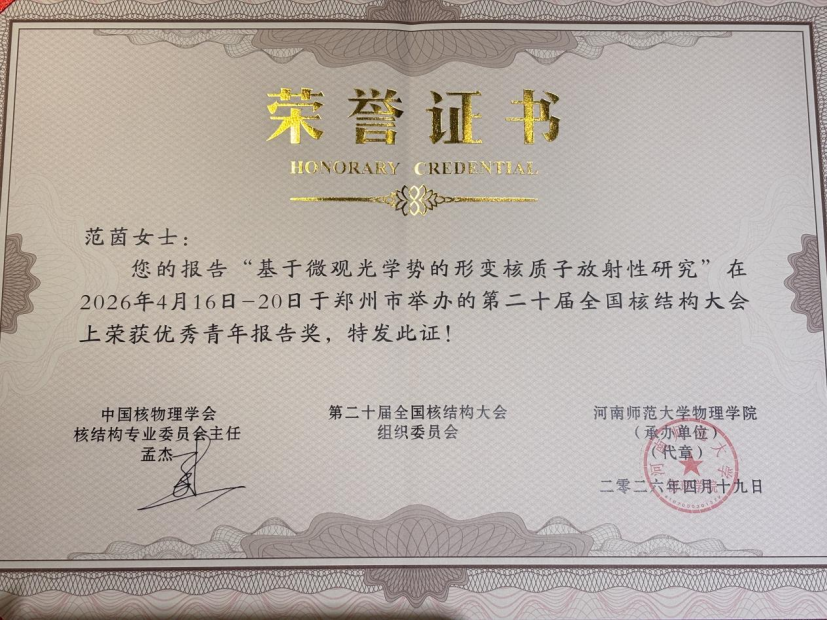 荣誉证书
HONORARY CREDENTIAL
范茵女士：
您的报告“基于微观光学势的形变核质子放射性研究”在
2026年4月16日-20日于郑州市举办的第二十届全国核结构大会
上荣获优秀青年报告奖，特发此证！
中国核物理学会
核结构专业委员会主任
孟杰
第二十届全国核结构大会
组织委员会
河南师范大学物理学院
（承办单位）
（代章）
二零二六年四月十九日